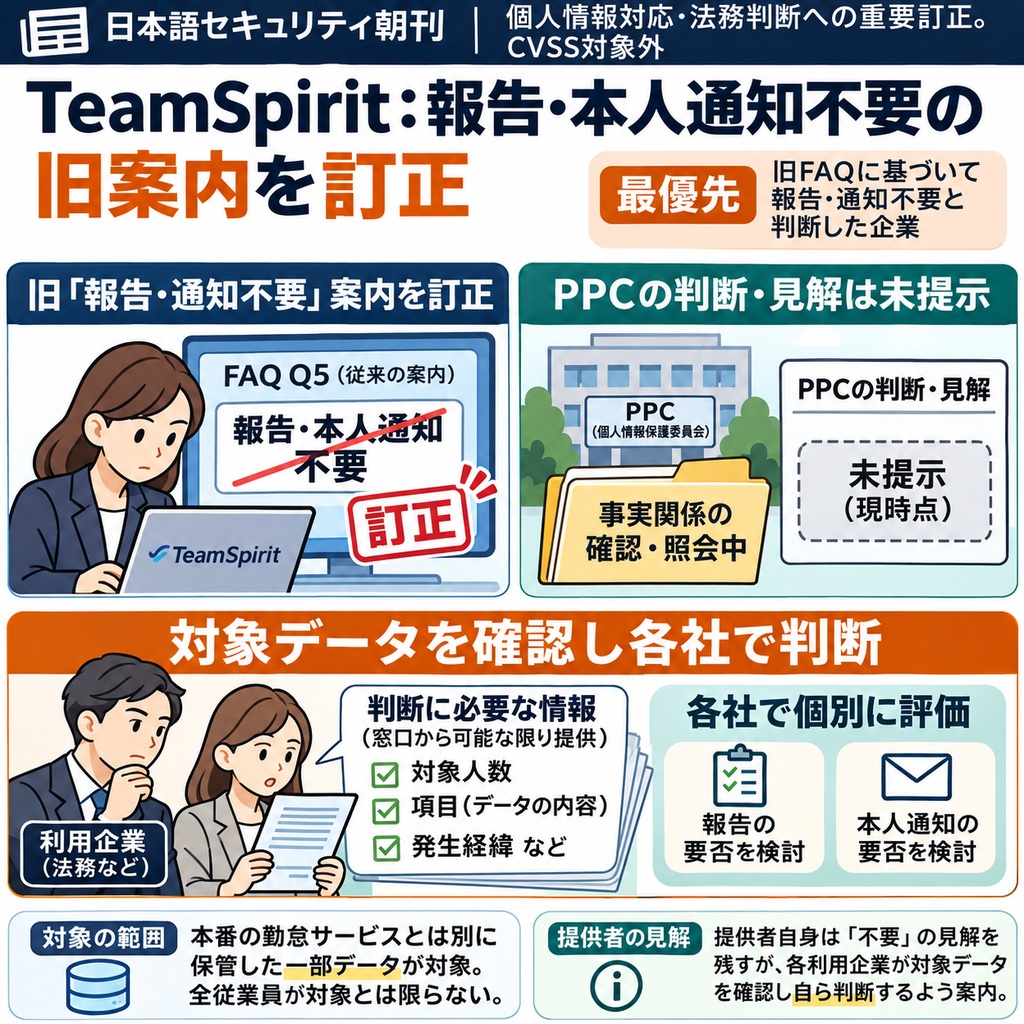 日本語セキュリティ朝刊
個人情報対応・法務判断への重要訂正。
CVSS対象外
TeamSpirit：報告・本人通知不要の
旧案内を訂正
最優先
旧FAQに基づいて
報告・通知不要と
判断した企業
旧「報告・通知不要」案内を訂正
FAQ Q5（従来の案内）
報告・本人通知
不要
訂正
TeamSpirit
PPCの判断・見解は未提示
PPC
（個人情報保護委員会）
事実関係の
確認・照会中
PPCの判断・見解
未提示
（現時点）
対象データを確認し各社で判断
利用企業
（法務など）
判断に必要な情報
（窓口から可能な限り提供）
対象人数
項目（データの内容）
発生経緯 など
各社で個別に評価
報告の
要否を検討
本人通知の
要否を検討
対象の範囲
本番の勤怠サービスとは別に
保管した一部データが対象。
全従業員が対象とは限らない。
提供者の見解
提供者自身は「不要」の見解を
残すが、各利用企業が対象データ
を確認し自ら判断するよう案内。